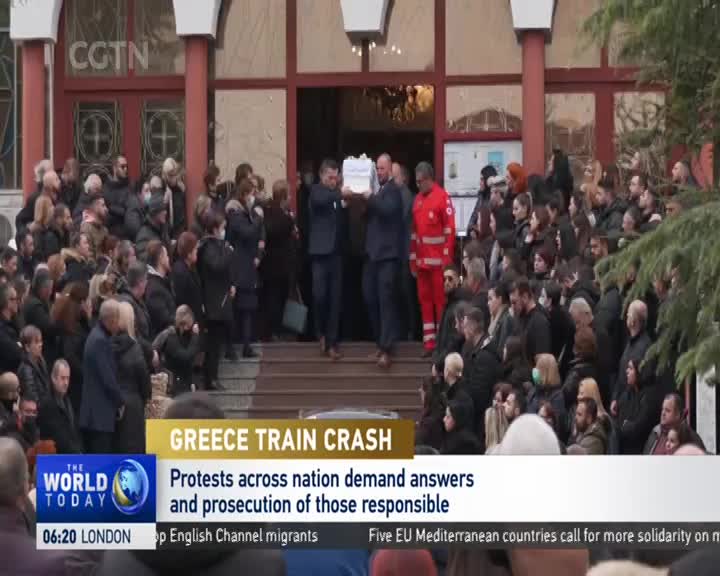 CGTN
GREECE TRAIN CRASH
Protests across nation demand answers
and prosecution of those responsible
THE
WORLD
TODAY
06:20 LONDON
op English Channel migrants Five EU Mediterranean countries call for more solidarity on m